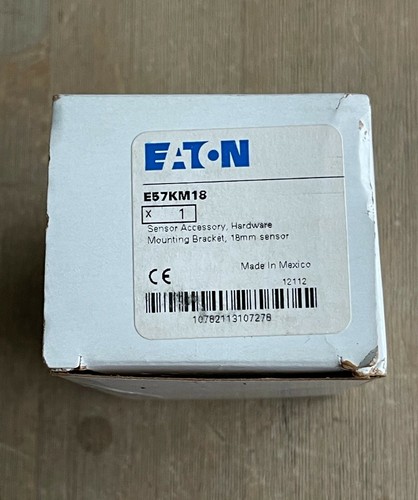 EATON
E57KM18
X 1
Sensor Accessory, Hardware
Mounting Bracket, 18mm sensor
Made In Mexico
CE
12112
10782113107278